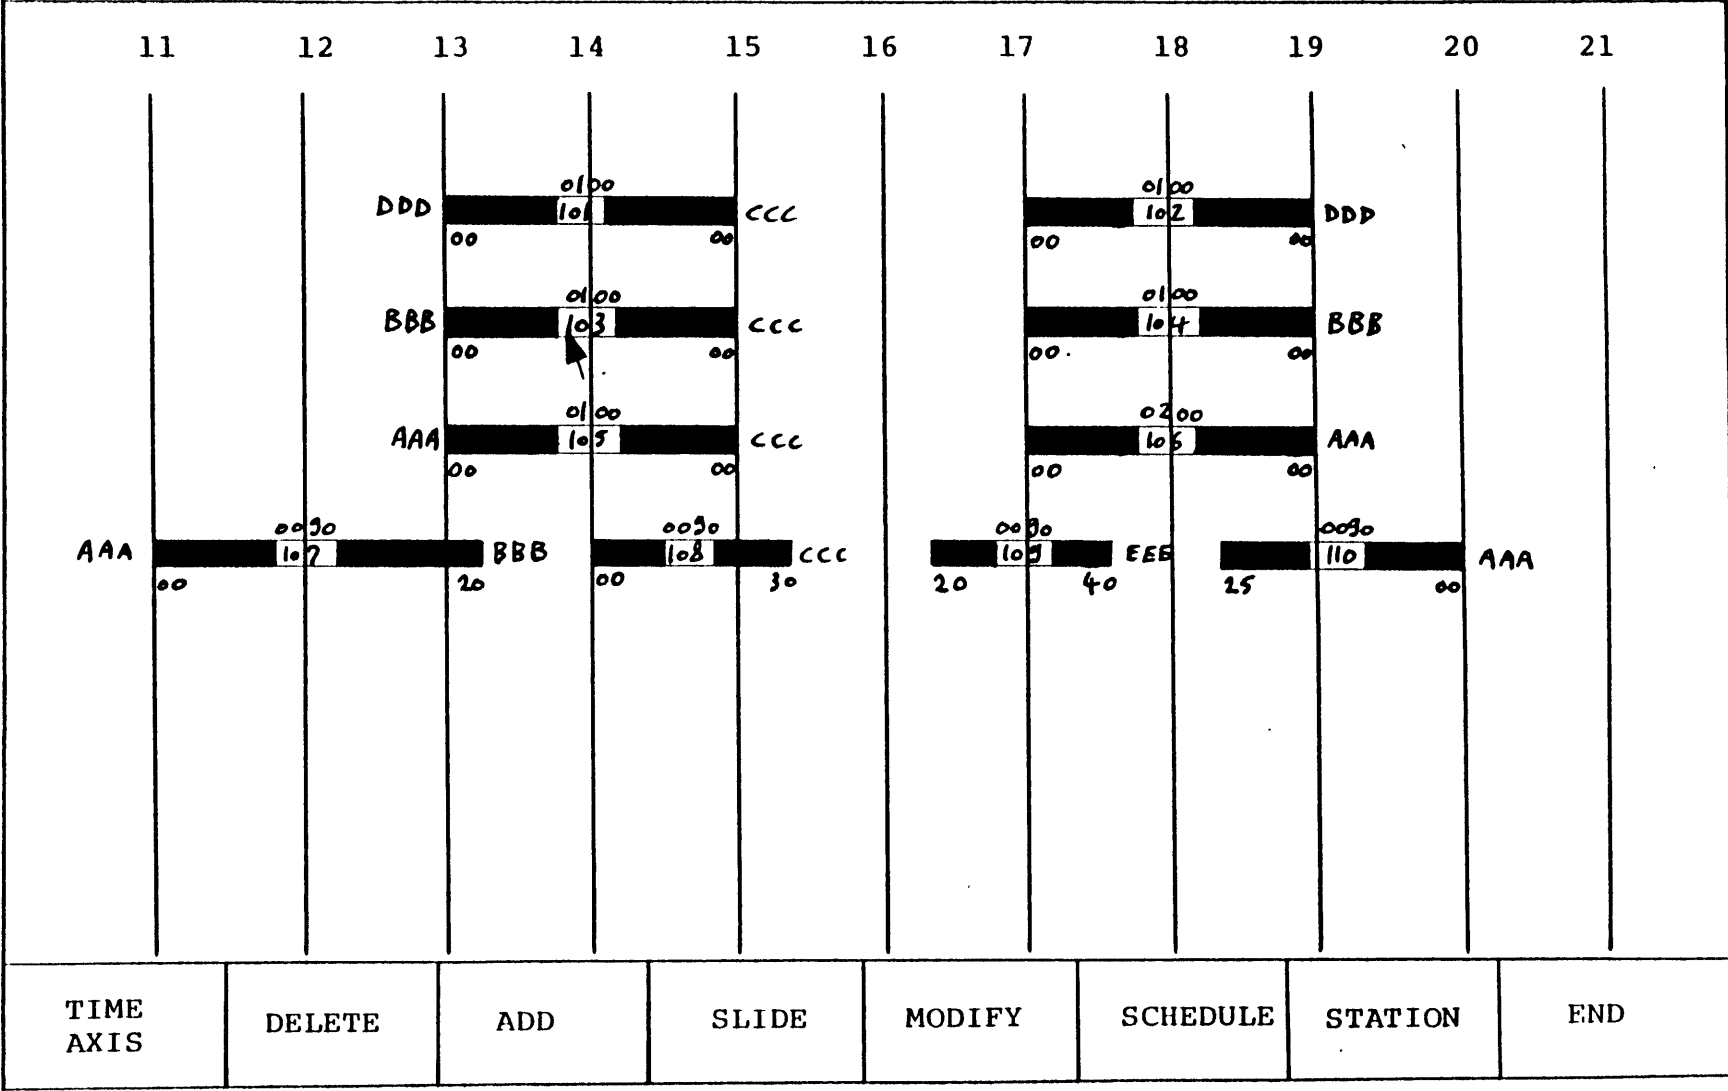 11 12 13 14 15 16 17 18 19 20 21
0100 0100
DDD 101 CCC 102 DDD
00 00 00 00
0100 0100
BBB 103 CCC 104 BBB
00 00 00 00
0100 0200
AAA 105 CCC 106 AAA
00 00 00 00
0090 0090 0090 0090
AAA 107 BBB 108 CCC 109 EEE 110 AAA
00 20 00 30 20 40 25 00
TIME AXIS DELETE ADD SLIDE MODIFY SCHEDULE STATION END